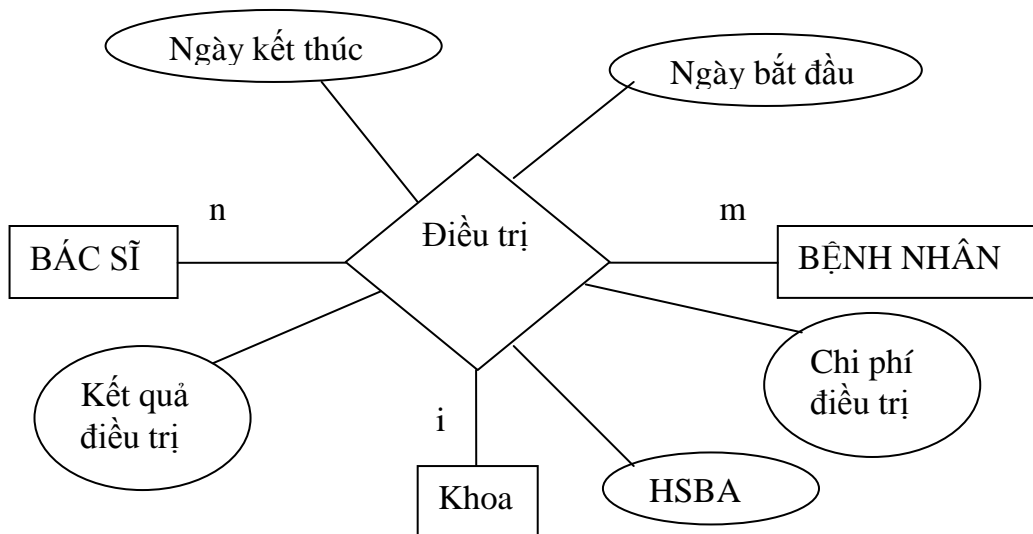 Ngày kết thúc
Ngày bắt đầu
n
m
Điều trị
BÁC SĨ
BỆNH NHÂN
Kết quả
điều trị
Chi phí
điều trị
i
Khoa
HSBA